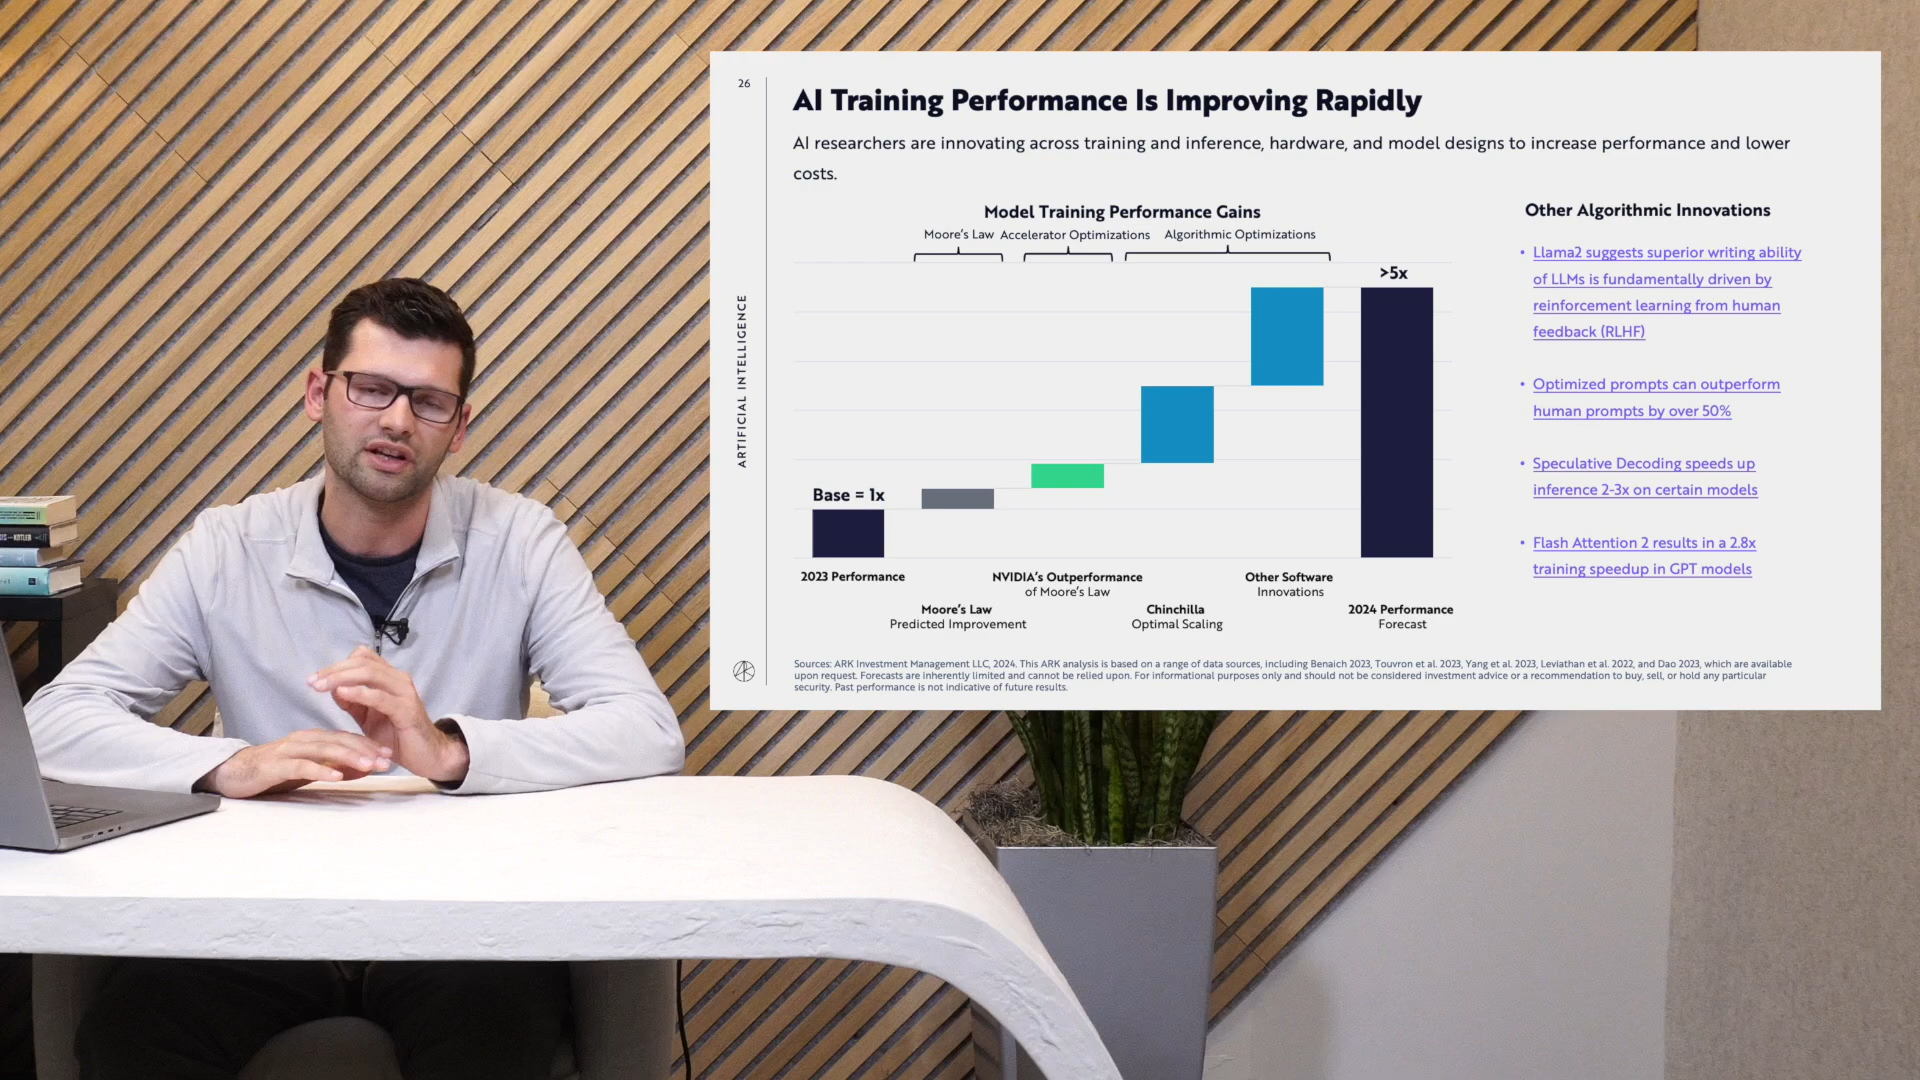 26
AI Training Performance Is Improving Rapidly
AI researchers are innovating across training and inference, hardware, and model designs to increase performance and lower
costs.
ARTIFICIAL INTELLIGENCE
Model Training Performance Gains
Moore's Law
Accelerator Optimizations
Algorithmic Optimizations
>5x
Base = 1x
2023 Performance
Moore's Law
Predicted Improvement
NVIDIA's Outperformance
of Moore's Law
Chinchilla
Optimal Scaling
Other Software
Innovations
2024 Performance
Forecast
Other Algorithmic Innovations
• Llama2 suggests superior writing ability
of LLMs is fundamentally driven by
reinforcement learning from human
feedback (RLHF)
• Optimized prompts can outperform
human prompts by over 50%
• Speculative Decoding speeds up
inference 2-3x on certain models
• Flash Attention 2 results in a 2.8x
training speedup in GPT models
Sources: ARK Investment Management LLC, 2024. This ARK analysis is based on a range of data sources, including Benaich 2023, Touvron et al. 2023, Yang et al. 2023, Leviathan et al. 2022, and Dao 2023, which are available
upon request. Forecasts are inherently limited and cannot be relied upon. For informational purposes only and should not be considered investment advice or a recommendation to buy, sell, or hold any particular
security. Past performance is not indicative of future results.
KOTLER